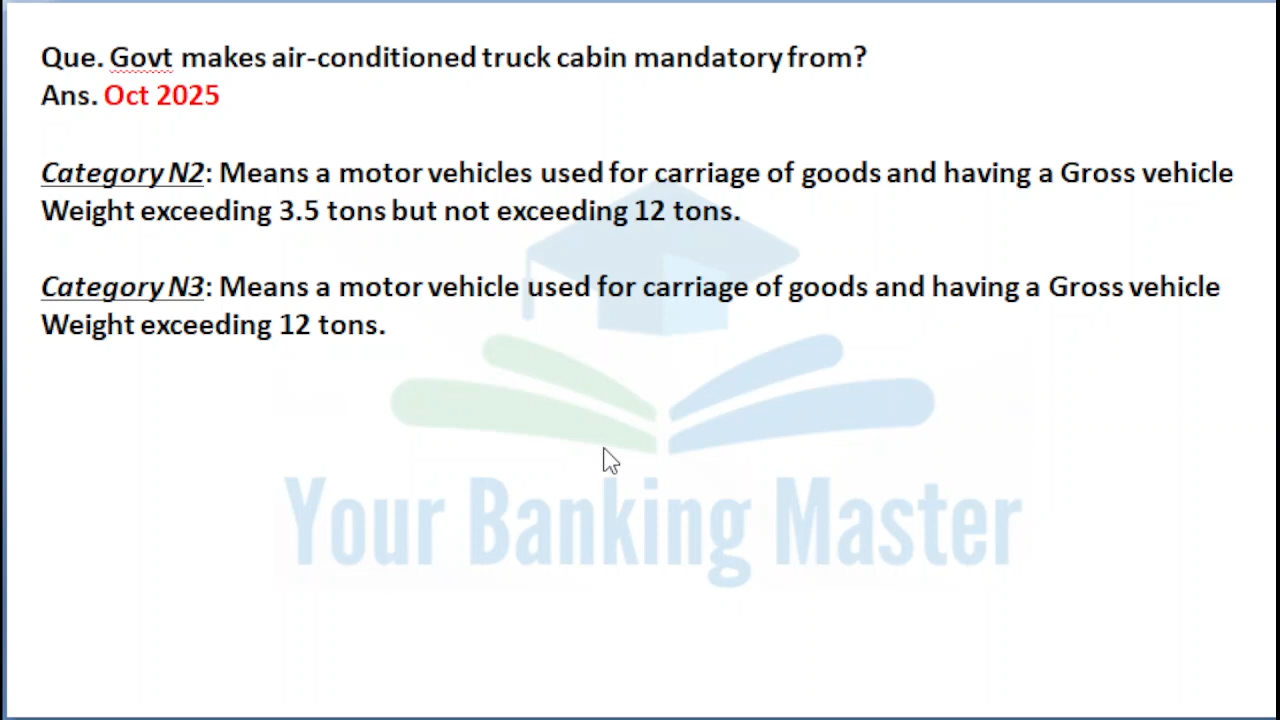 Que. Govt makes air-conditioned truck cabin mandatory from?
Ans. Oct 2025
Category N2: Means a motor vehicles used for carriage of goods and having a Gross vehicle
Weight exceeding 3.5 tons but not exceeding 12 tons.
Category N3: Means a motor vehicle used for carriage of goods and having a Gross vehicle
Weight exceeding 12 tons.
Your Banking Master